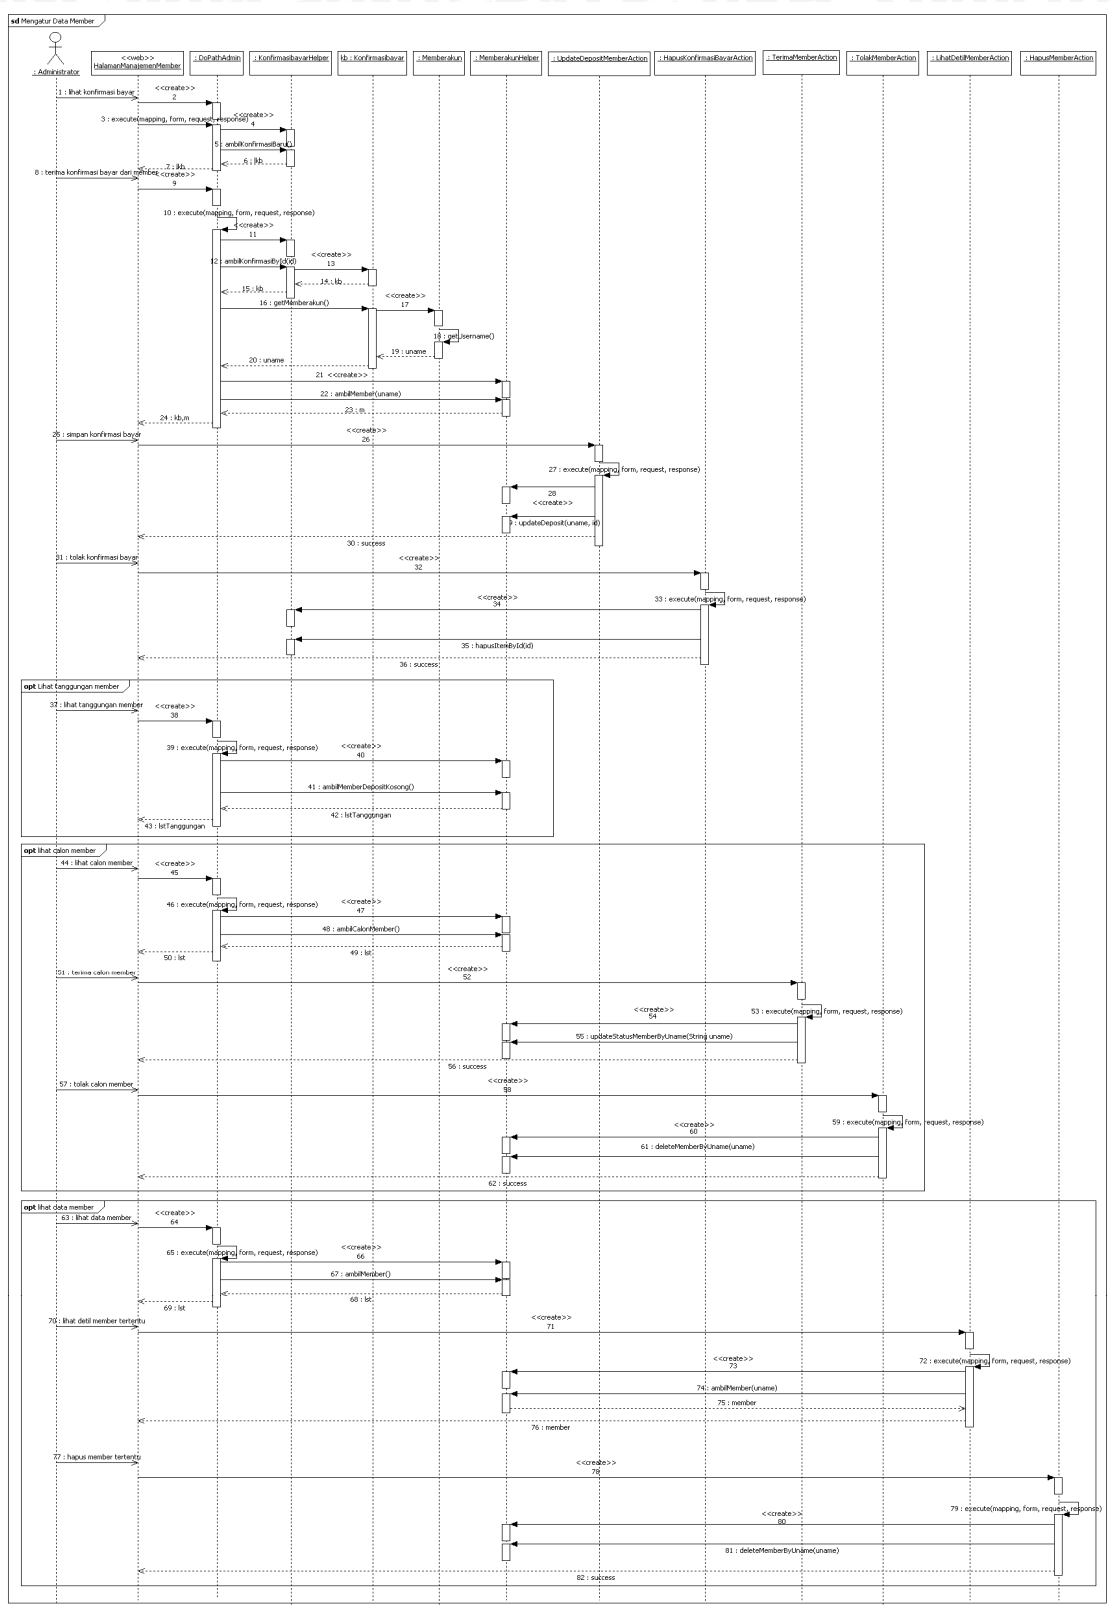 sd Mengatur Data Member
<<web>>
: Administrator
HalamanManajemenMember
: DoPathAdmin
: KonfirmasibayarHelper
kb : Konfirmasibayar
: Memberakun
: MemberakunHelper
: UpdateDepositMemberAction
: HapusKonfirmasiBayarAction
: TerimaMemberAction
: TolakMemberAction
: LihatDetilMemberAction
: HapusMemberAction
1 : lihat konfirmasi bayar
<<create>>
2
3 : execute(mapping, form, request, response)
<<create>>
4
5 : ambilKonfirmasiBaru()
6 : lkb
7 : lkb
8 : terima konfirmasi bayar dari member
<<create>>
9
10 : execute(mapping, form, request, response)
<<create>>
11
12 : ambilKonfirmasiById(id)
<<create>>
13
14 : kb
15 : kb
16 : getMemberakun()
<<create>>
17
18 : getUsername()
19 : uname
20 : uname
21 <<create>>
22 : ambilMember(uname)
23 : m
24 : kb,m
25 : simpan konfirmasi bayar
<<create>>
26
27 : execute(mapping, form, request, response)
28
<<create>>
9 : updateDeposit(uname, id)
30 : success
31 : tolak konfirmasi bayar
<<create>>
32
33 : execute(mapping, form, request, response)
<<create>>
34
35 : hapusItemById(id)
36 : success
opt Lihat tanggungan member
37 : lihat tanggungan member
<<create>>
38
39 : execute(mapping, form, request, response)
<<create>>
40
41 : ambilMemberDepositKosong()
42 : lstTanggungan
43 : lstTanggungan
opt lihat calon member
44 : lihat calon member
<<create>>
45
46 : execute(mapping, form, request, response)
<<create>>
47
48 : ambilCalonMember()
49 : lst
50 : lst
51 : terima calon member
<<create>>
52
53 : execute(mapping, form, request, response)
<<create>>
54
55 : updateStatusMemberByUname(String uname)
56 : success
57 : tolak calon member
<<create>>
58
59 : execute(mapping, form, request, response)
<<create>>
60
61 : deleteMemberByUname(uname)
62 : success
opt lihat data member
63 : lihat data member
<<create>>
64
65 : execute(mapping, form, request, response)
<<create>>
66
67 : ambilMember()
68 : lst
69 : lst
70 : lihat detil member tertentu
<<create>>
71
72 : execute(mapping, form, request, response)
<<create>>
73
74 : ambilMember(uname)
75 : member
76 : member
77 : hapus member tertentu
<<create>>
78
79 : execute(mapping, form, request, response)
<<create>>
80
81 : deleteMemberByUname(uname)
82 : success